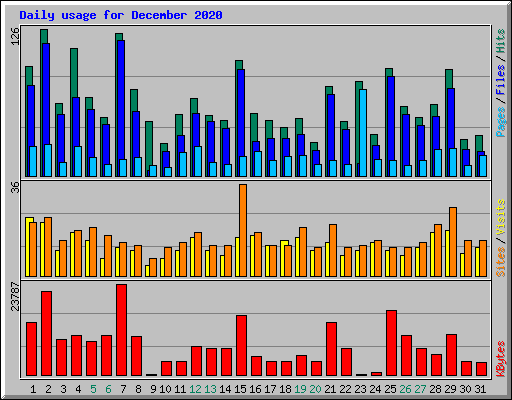 Daily usage for December 2020
126
Pages / Files / Hits
36
Sites / Visits
23787
KBytes
1 2 3 4 5 6 7 8 9 10 11 12 13 14 15 16 17 18 19 20 21 22 23 24 25 26 27 28 29 30 31